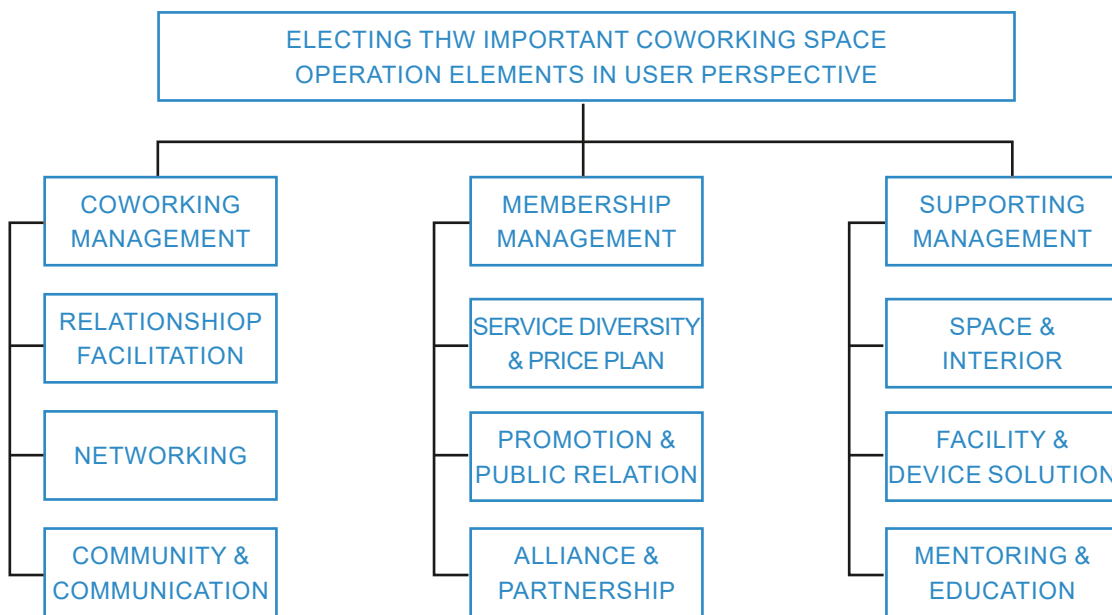 ELECTING THW IMPORTANT COWORKING SPACE
OPERATION ELEMENTS IN USER PERSPECTIVE
COWORKING
MANAGEMENT
RELATIONSHIOP
FACILITATION
NETWORKING
COMMUNITY &
COMMUNICATION
MEMBERSHIP
MANAGEMENT
SERVICE DIVERSITY
& PRICE PLAN
PROMOTION &
PUBLIC RELATION
ALLIANCE &
PARTNERSHIP
SUPPORTING
MANAGEMENT
SPACE &
INTERIOR
FACILITY &
DEVICE SOLUTION
MENTORING &
EDUCATION